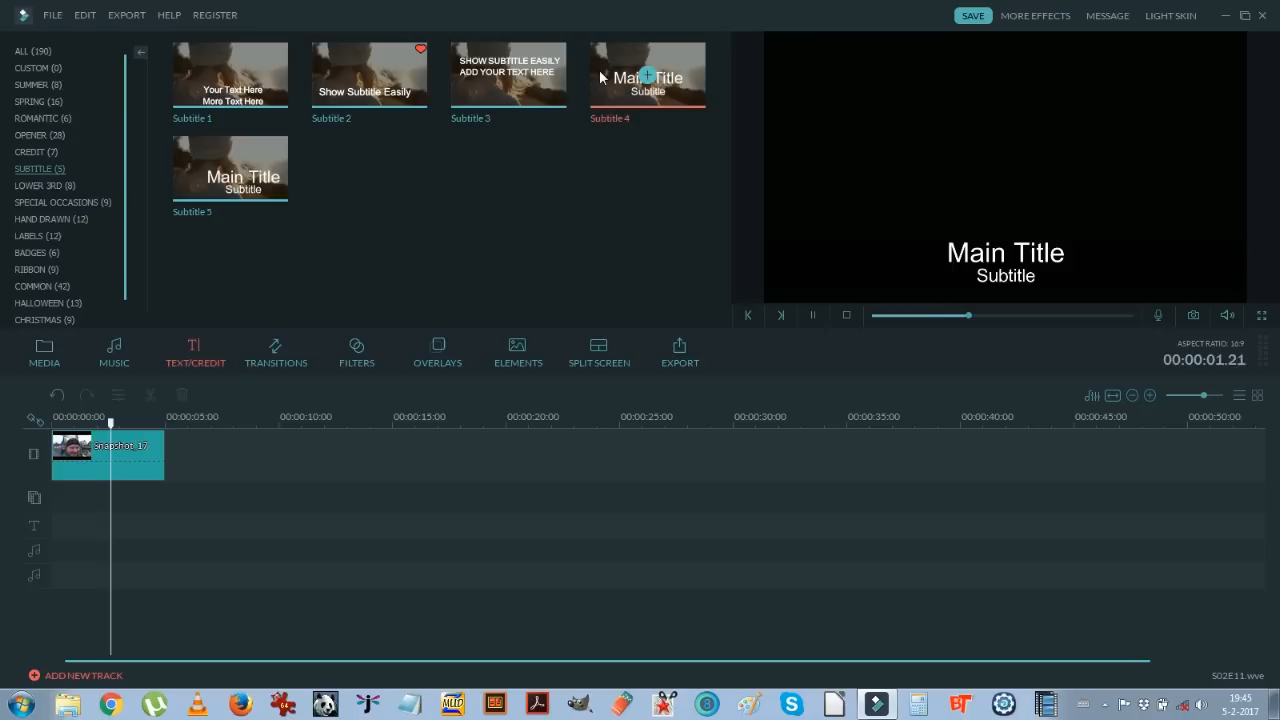 FILE EDIT EXPORT HELP REGISTER
SAVE MORE EFFECTS MESSAGE LIGHT SKIN
ALL (190)
CUSTOM (0)
SUMMER (8)
SPRING (16)
ROMANTIC (6)
OPENER (28)
CREDIT (7)
SUBTITLE (5)
LOWER 3RD (8)
SPECIAL OCCASIONS (9)
HAND DRAWN (12)
LABELS (12)
BADGES (6)
RIBBON (9)
COMMON (42)
HALLOWEEN (13)
CHRISTMAS (9)
Your Text Here
More Text Here
Subtitle 1
Show Subtitle Easily
Subtitle 2
SHOW SUBTITLE EASILY
ADD YOUR TEXT HERE
Subtitle 3
Main Title
Subtitle
Subtitle 4
Main Title
Subtitle
Subtitle 5
Main Title
Subtitle
MEDIA MUSIC TEXT/CREDIT TRANSITIONS FILTERS OVERLAYS ELEMENTS SPLIT SCREEN EXPORT
ASPECT RATIO: 16:9
00:00:01.21
00:00:00:00 00:00:05:00 00:00:10:00 00:00:15:00 00:00:20:00 00:00:25:00 00:00:30:00 00:00:35:00 00:00:40:00 00:00:45:00 00:00:50:00
snapshot_17
ADD NEW TRACK
S02E11.wve
19:45
5-2-2017